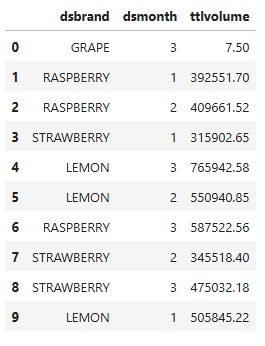 dsbrand dsmonth ttlvolume
0 GRAPE 3 7.50
1 RASPBERRY 1 392551.70
2 RASPBERRY 2 409661.52
3 STRAWBERRY 1 315902.65
4 LEMON 3 765942.58
5 LEMON 2 550940.85
6 RASPBERRY 3 587522.56
7 STRAWBERRY 2 345518.40
8 STRAWBERRY 3 475032.18
9 LEMON 1 505845.22